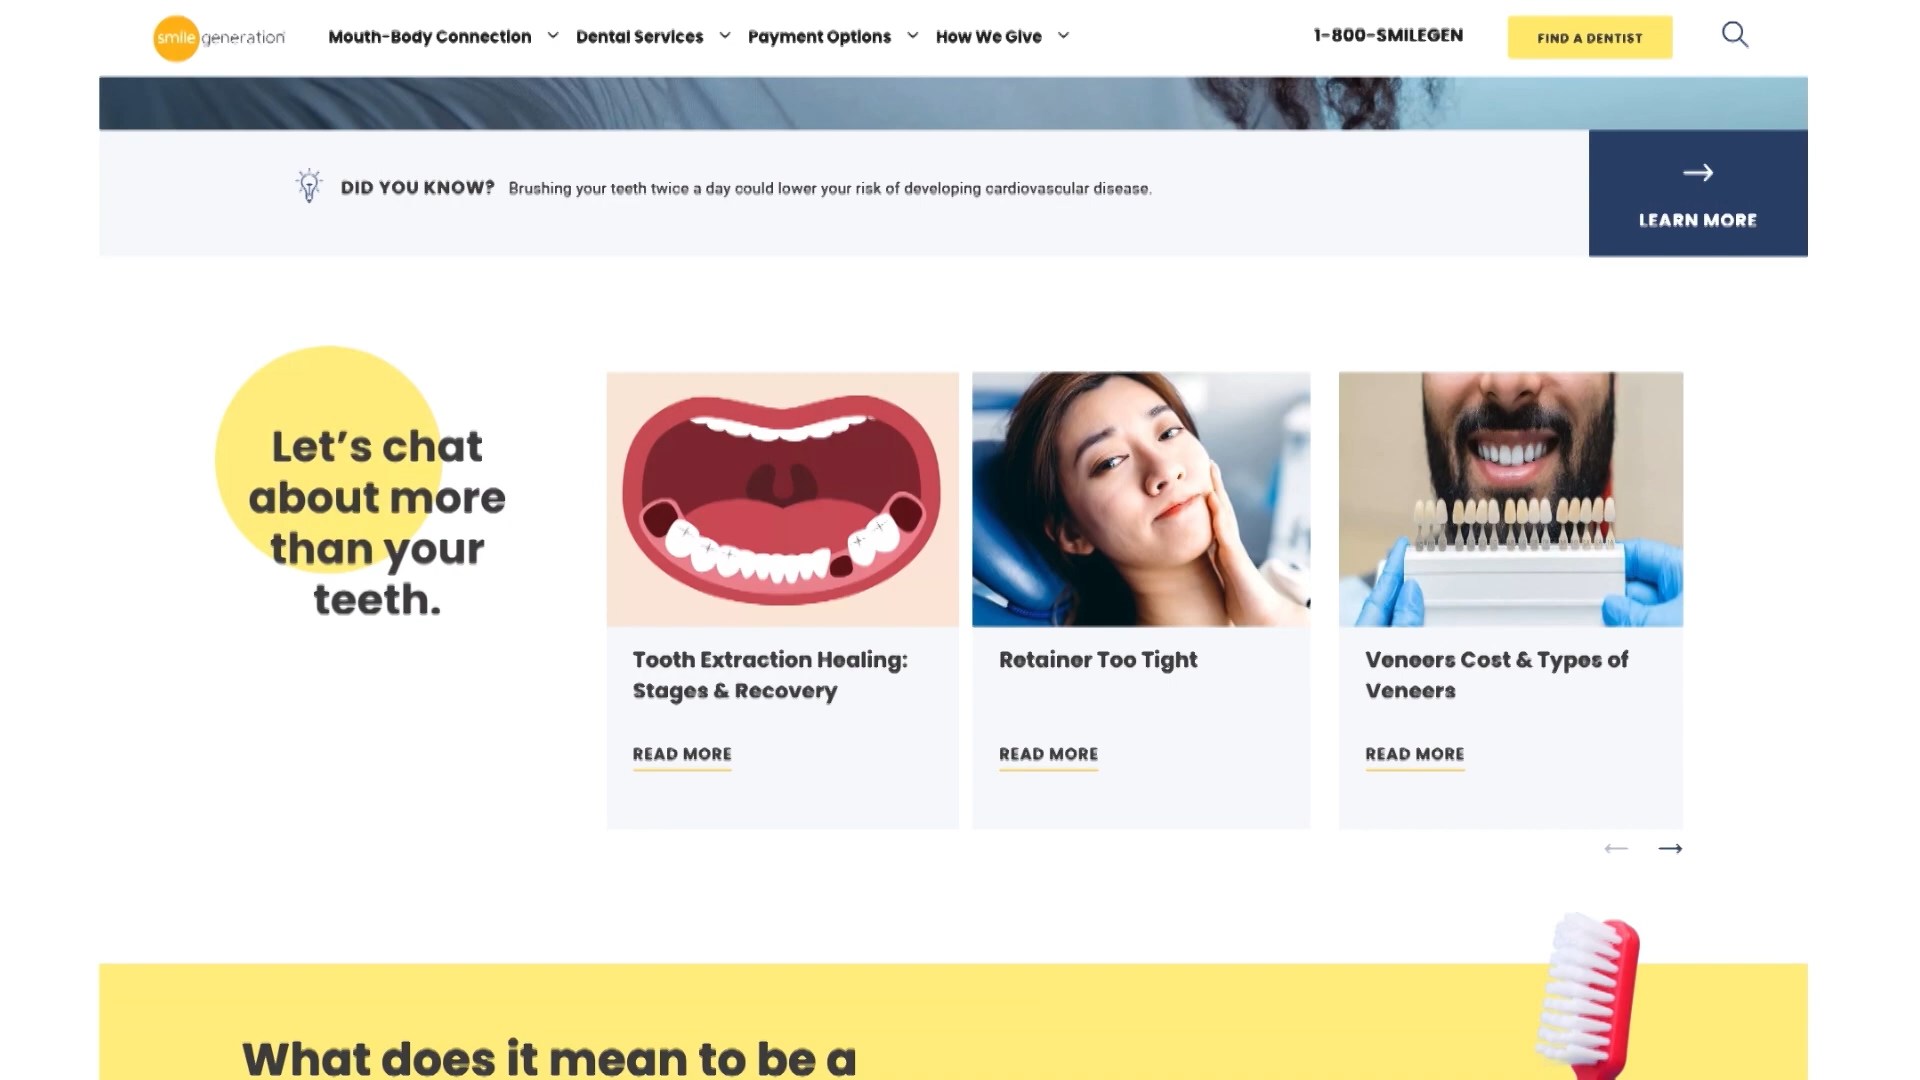 smile generation
Mouth-Body Connection
Dental Services
Payment Options
How We Give
1-800-SMILEGEN
FIND A DENTIST
DID YOU KNOW? Brushing your teeth twice a day could lower your risk of developing cardiovascular disease.
LEARN MORE
Let's chat
about more
than your
teeth.
Tooth Extraction Healing:
Stages & Recovery
READ MORE
Retainer Too Tight
READ MORE
Veneers Cost & Types of
Veneers
READ MORE
What does it mean to be a